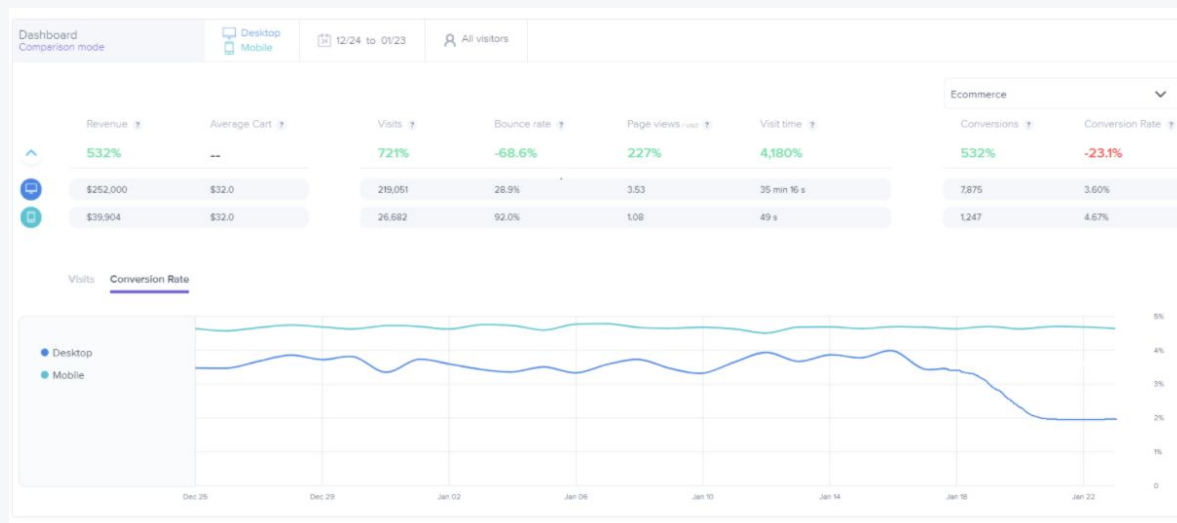 Dashboard
Comparison mode
Desktop
Mobile
12/24 to 01/23
All visitors
Ecommerce
Revenue ? Average Cart ? Visits ? Bounce rate ? Page views / visit ? Visit time ? Conversions ? Conversion Rate ?
532% -- 721% -68.6% 227% 4,180% 532% -23.1%
$252,000 $32.0 219,051 28.9% 3.53 35 min 16 s 7,875 3.60%
$39,904 $32.0 26,682 92.0% 1.08 49 s 1,247 4.67%
Visits Conversion Rate
Desktop
Mobile
5%
4%
3%
2%
1%
0
Dec 25 Dec 29 Jan 02 Jan 06 Jan 10 Jan 14 Jan 18 Jan 22